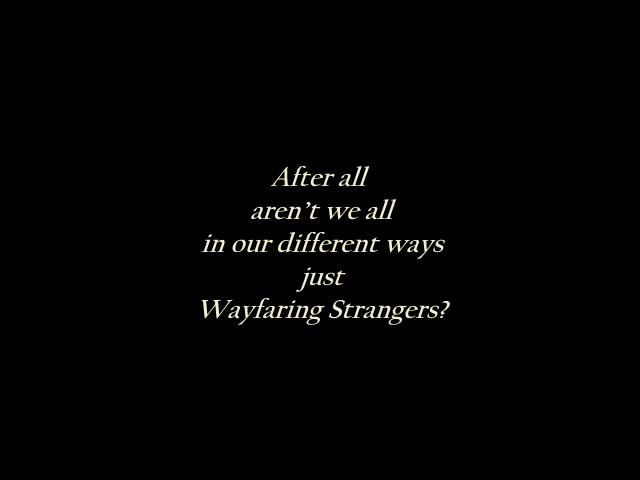 After all
aren't we all
in our different ways
just
Wayfaring Strangers?